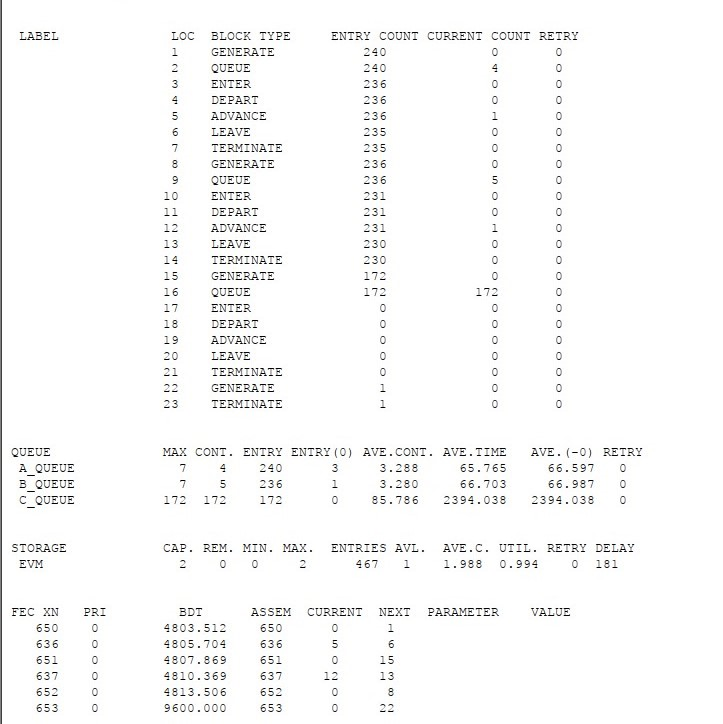 LABEL LOC BLOCK TYPE ENTRY COUNT CURRENT COUNT RETRY
1 GENERATE 240 0 0
2 QUEUE 240 4 0
3 ENTER 236 0 0
4 DEPART 236 0 0
5 ADVANCE 236 1 0
6 LEAVE 235 0 0
7 TERMINATE 235 0 0
8 GENERATE 236 0 0
9 QUEUE 236 5 0
10 ENTER 231 0 0
11 DEPART 231 0 0
12 ADVANCE 231 1 0
13 LEAVE 230 0 0
14 TERMINATE 230 0 0
15 GENERATE 172 0 0
16 QUEUE 172 172 0
17 ENTER 0 0 0
18 DEPART 0 0 0
19 ADVANCE 0 0 0
20 LEAVE 0 0 0
21 TERMINATE 0 0 0
22 GENERATE 1 0 0
23 TERMINATE 1 0 0
QUEUE MAX CONT. ENTRY ENTRY(0) AVE.CONT. AVE.TIME AVE.(-0) RETRY
A_QUEUE 7 4 240 3 3.288 65.765 66.597 0
B_QUEUE 7 5 236 1 3.280 66.703 66.987 0
C_QUEUE 172 172 172 0 85.786 2394.038 2394.038 0
STORAGE CAP. REM. MIN. MAX. ENTRIES AVL. AVE.C. UTIL. RETRY DELAY
EVM 2 0 0 2 467 1 1.988 0.994 0 181
FEC XN PRI BDT ASSEM CURRENT NEXT PARAMETER VALUE
650 0 4803.512 650 0 1
636 0 4805.704 636 5 6
651 0 4807.869 651 0 15
637 0 4810.369 637 12 13
652 0 4813.506 652 0 8
653 0 9600.000 653 0 22